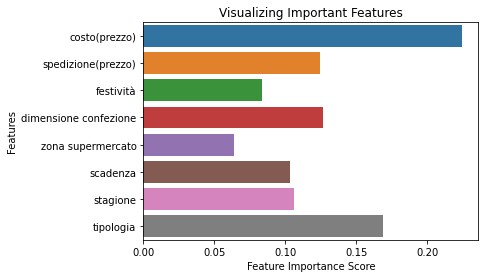 Visualizing Important Features
costo(prezzo)
spedizione(prezzo)
festività
dimensione confezione
zona supermercato
scadenza
stagione
tipologia
Features
0.00 0.05 0.10 0.15 0.20
Feature Importance Score